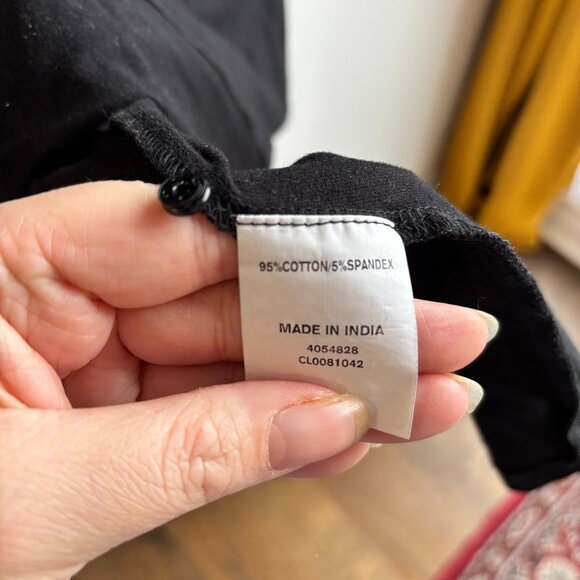 95%COTTON/5%SPANDEX
MADE IN INDIA
4054828
CL0081042